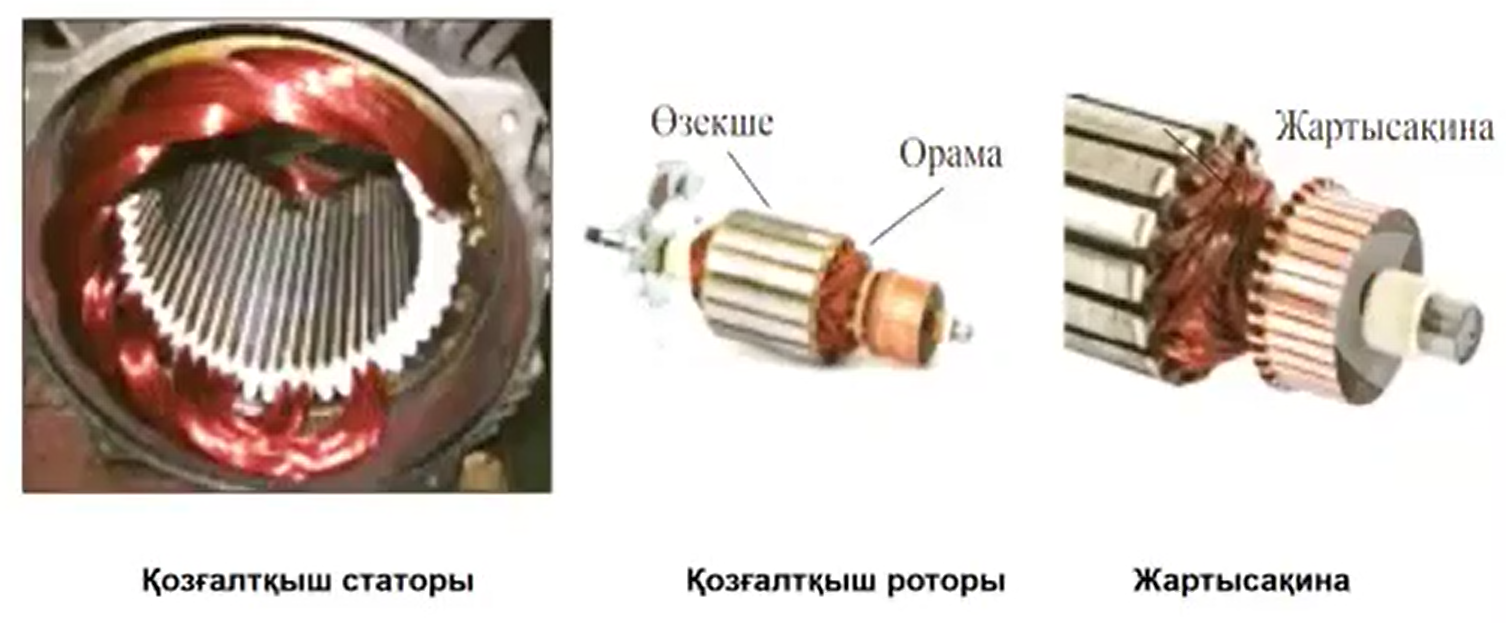 Өзекше
Орама
Жартысақина
Қозғалтқыш статоры
Қозғалтқыш роторы
Жартысақина